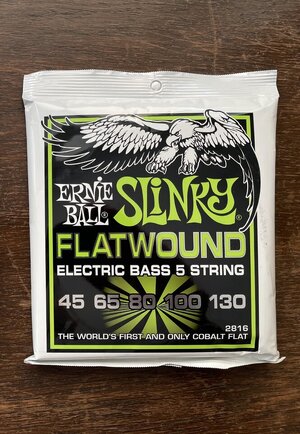 ERNIE BALL®
SLINKY®
FLATWOUND
ELECTRIC BASS 5 STRING
45 65 80 100 130
2816
THE WORLD'S FIRST AND ONLY COBALT FLAT